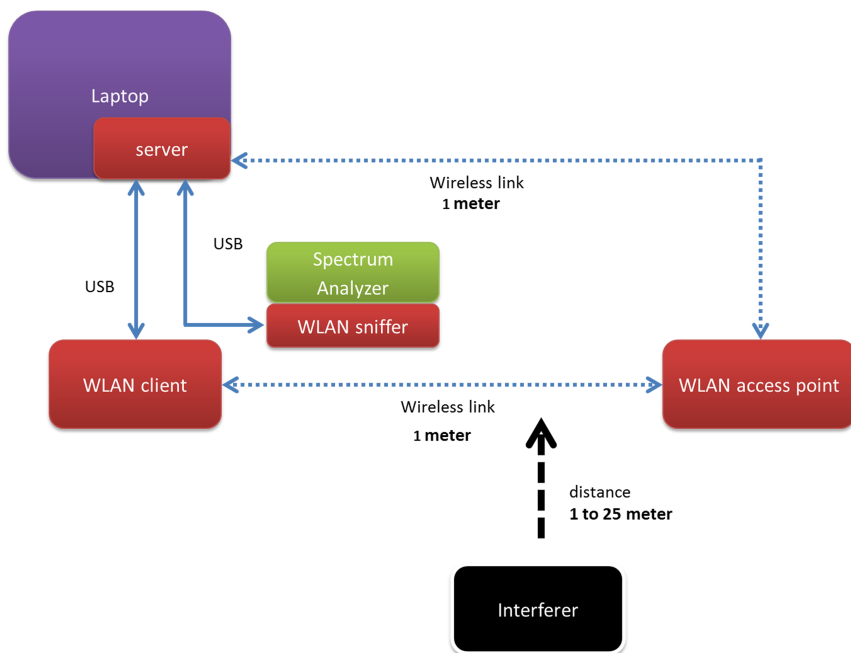 Laptop
server
Wireless link
1 meter
USB
USB
Spectrum
Analyzer
WLAN sniffer
WLAN client
WLAN access point
Wireless link
1 meter
distance
1 to 25 meter
Interferer